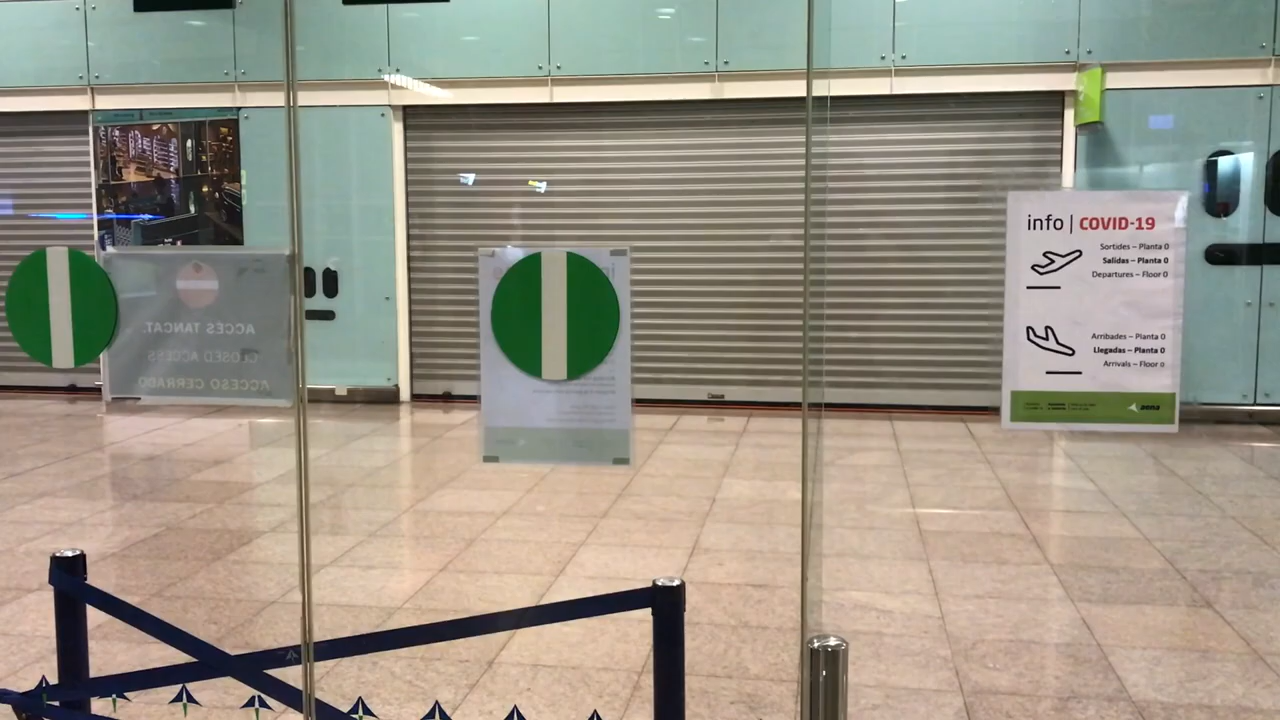 info | COVID-19
Sortides – Planta 0
Salidas – Planta 0
Departures – Floor 0
Arribades – Planta 0
Llegadas – Planta 0
Arrivals – Floor 0
aena
ACCÉS TANCAT.
CLOSED ACCESS
ACCESO CERRADO